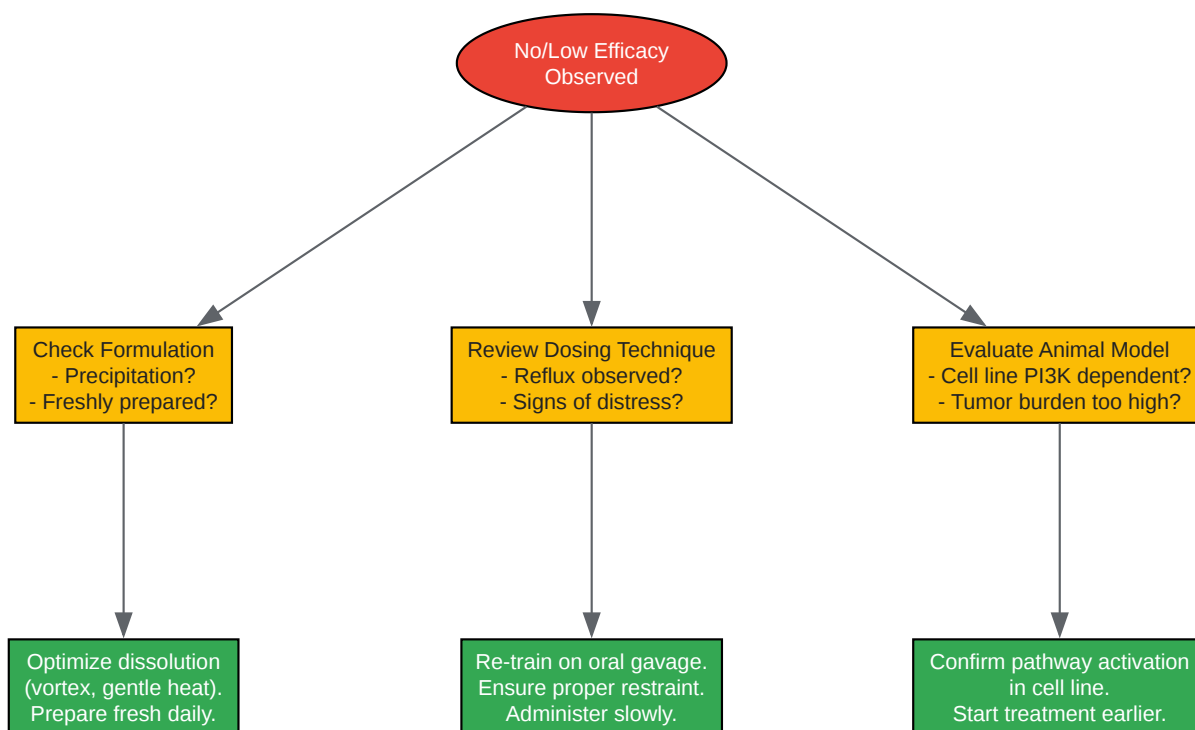 No/Low Efficacy
Observed
Check Formulation
- Precipitation?
- Freshly prepared?
Review Dosing Technique
- Reflux observed?
- Signs of distress?
Evaluate Animal Model
- Cell line PI3K dependent?
- Tumor burden too high?
Optimize dissolution
(vortex, gentle heat).
Prepare fresh daily.
Re-train on oral gavage.
Ensure proper restraint.
Administer slowly.
Confirm pathway activation
in cell line.
Start treatment earlier.